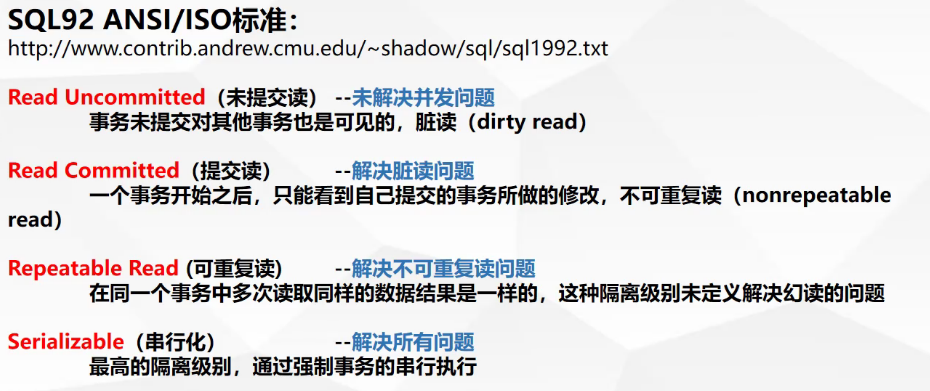 SQL92 ANSI/ISO标准：
http://www.contrib.andrew.cmu.edu/~shadow/sql/sql1992.txt
Read Uncommitted（未提交读） --未解决并发问题
事务未提交对其他事务也是可见的，脏读（dirty read）
Read Committed（提交读） --解决脏读问题
一个事务开始之后，只能看到自己提交的事务所做的修改，不可重复读（nonrepeatable
read）
Repeatable Read (可重复读) --解决不可重复读问题
在同一个事务中多次读取同样的数据结果是一样的，这种隔离级别未定义解决幻读的问题
Serializable（串行化） --解决所有问题
最高的隔离级别，通过强制事务的串行执行